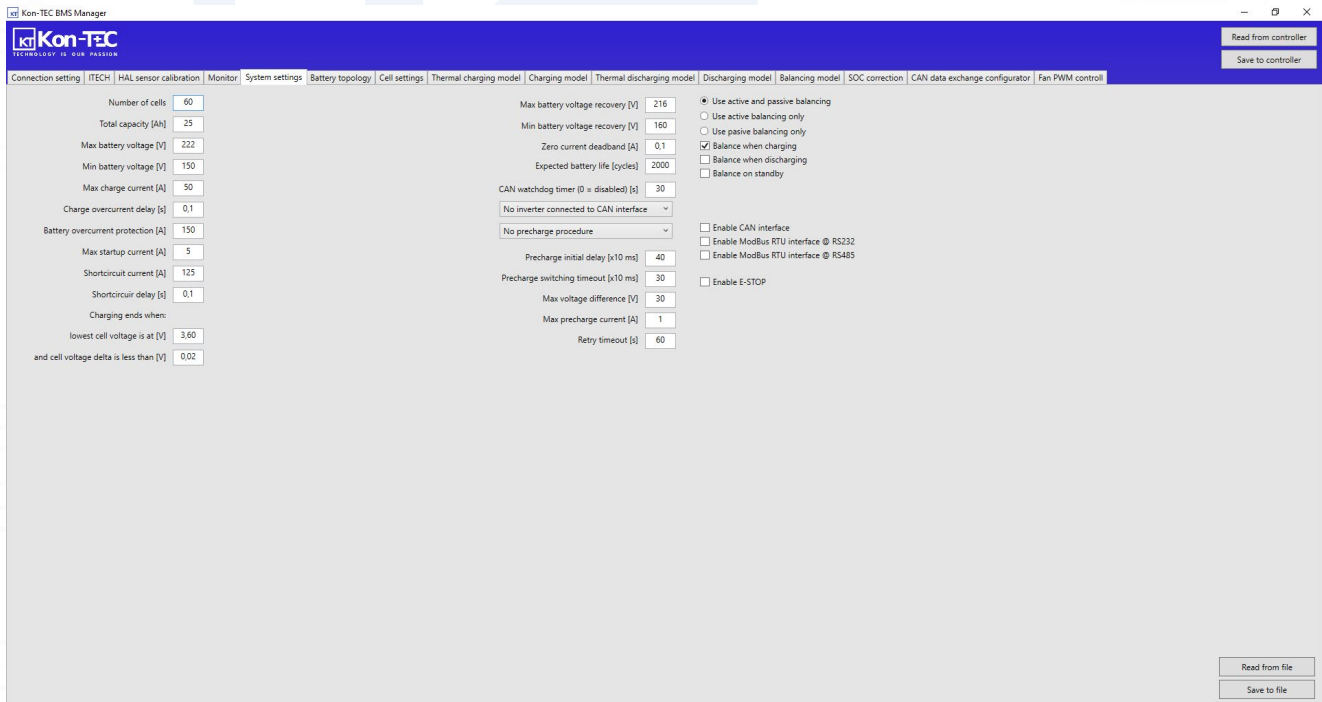 KT Kon-TEC BMS Manager
KT Kon-TEC
TECHNOLOGY IS OUR PASSION
Read from controller
Save to controller
Connection setting ITECH HAL sensor calibration Monitor System settings Battery topology Cell settings Thermal charging model Charging model Thermal discharging model Discharging model Balancing model SOC correction CAN data exchange configurator Fan PWM controll
Number of cells 60
Total capacity [Ah] 25
Max battery voltage [V] 222
Min battery voltage [V] 150
Max charge current [A] 50
Charge overcurrent delay [s] 0,1
Battery overcurrent protection [A] 150
Max startup current [A] 5
Shortcircuit current [A] 125
Shortcircuir delay [s] 0,1
Charging ends when:
lowest cell voltage is at [V] 3,60
and cell voltage delta is less than [V] 0,02
Max battery voltage recovery [V] 216
Min battery voltage recovery [V] 160
Zero current deadband [A] 0,1
Expected battery life [cycles] 2000
CAN watchdog timer (0 = disabled) [s] 30
No inverter connected to CAN interface
No precharge procedure
Precharge initial delay [x10 ms] 40
Precharge switching timeout [x10 ms] 30
Max voltage difference [V] 30
Max precharge current [A] 1
Retry timeout [s] 60
Use active and passive balancing
Use active balancing only
Use pasive balancing only
Balance when charging
Balance when discharging
Balance on standby
Enable CAN interface
Enable ModBus RTU interface @ RS232
Enable ModBus RTU interface @ RS485
Enable E-STOP
Read from file
Save to file